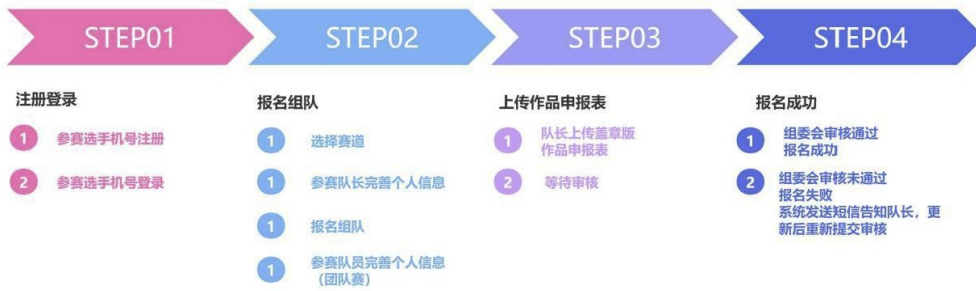 STEP01
STEP02
STEP03
STEP04
注册登录
1 参赛选手机号注册
2 参赛选手机号登录
报名组队
1 选择赛道
1 参赛队长完善个人信息
1 报名组队
1 参赛队员完善个人信息
（团队赛）
上传作品申报表
1 队长上传盖章版
作品申报表
2 等待审核
报名成功
1 组委会审核通过
报名成功
2 组委会审核未通过
报名失败
系统发送短信告知队长，更
新后重新提交审核